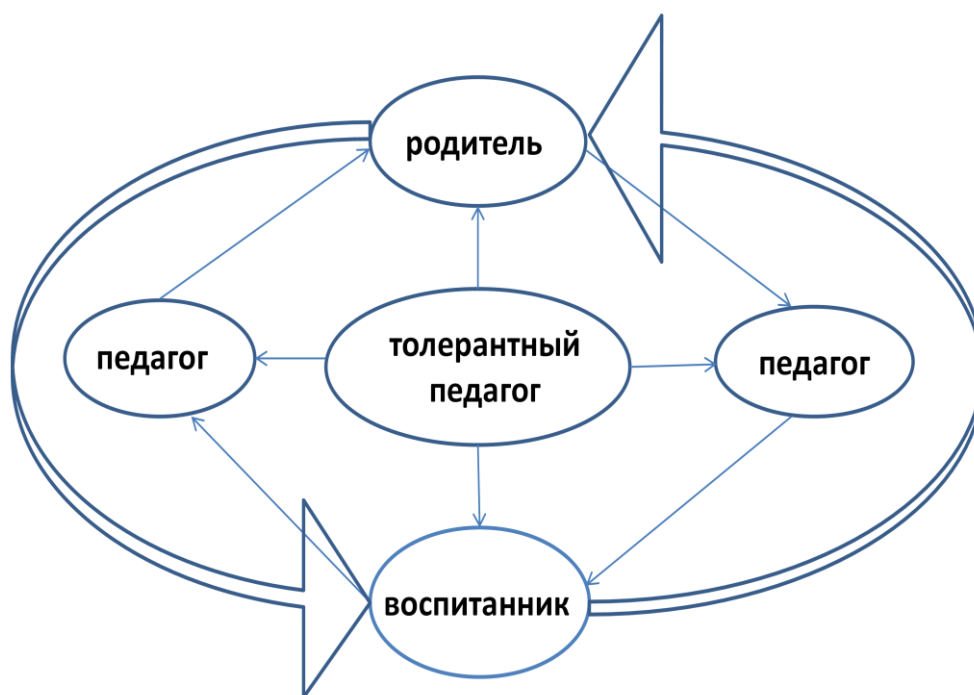 родитель
педагог
толерантный
педагог
педагог
воспитанник